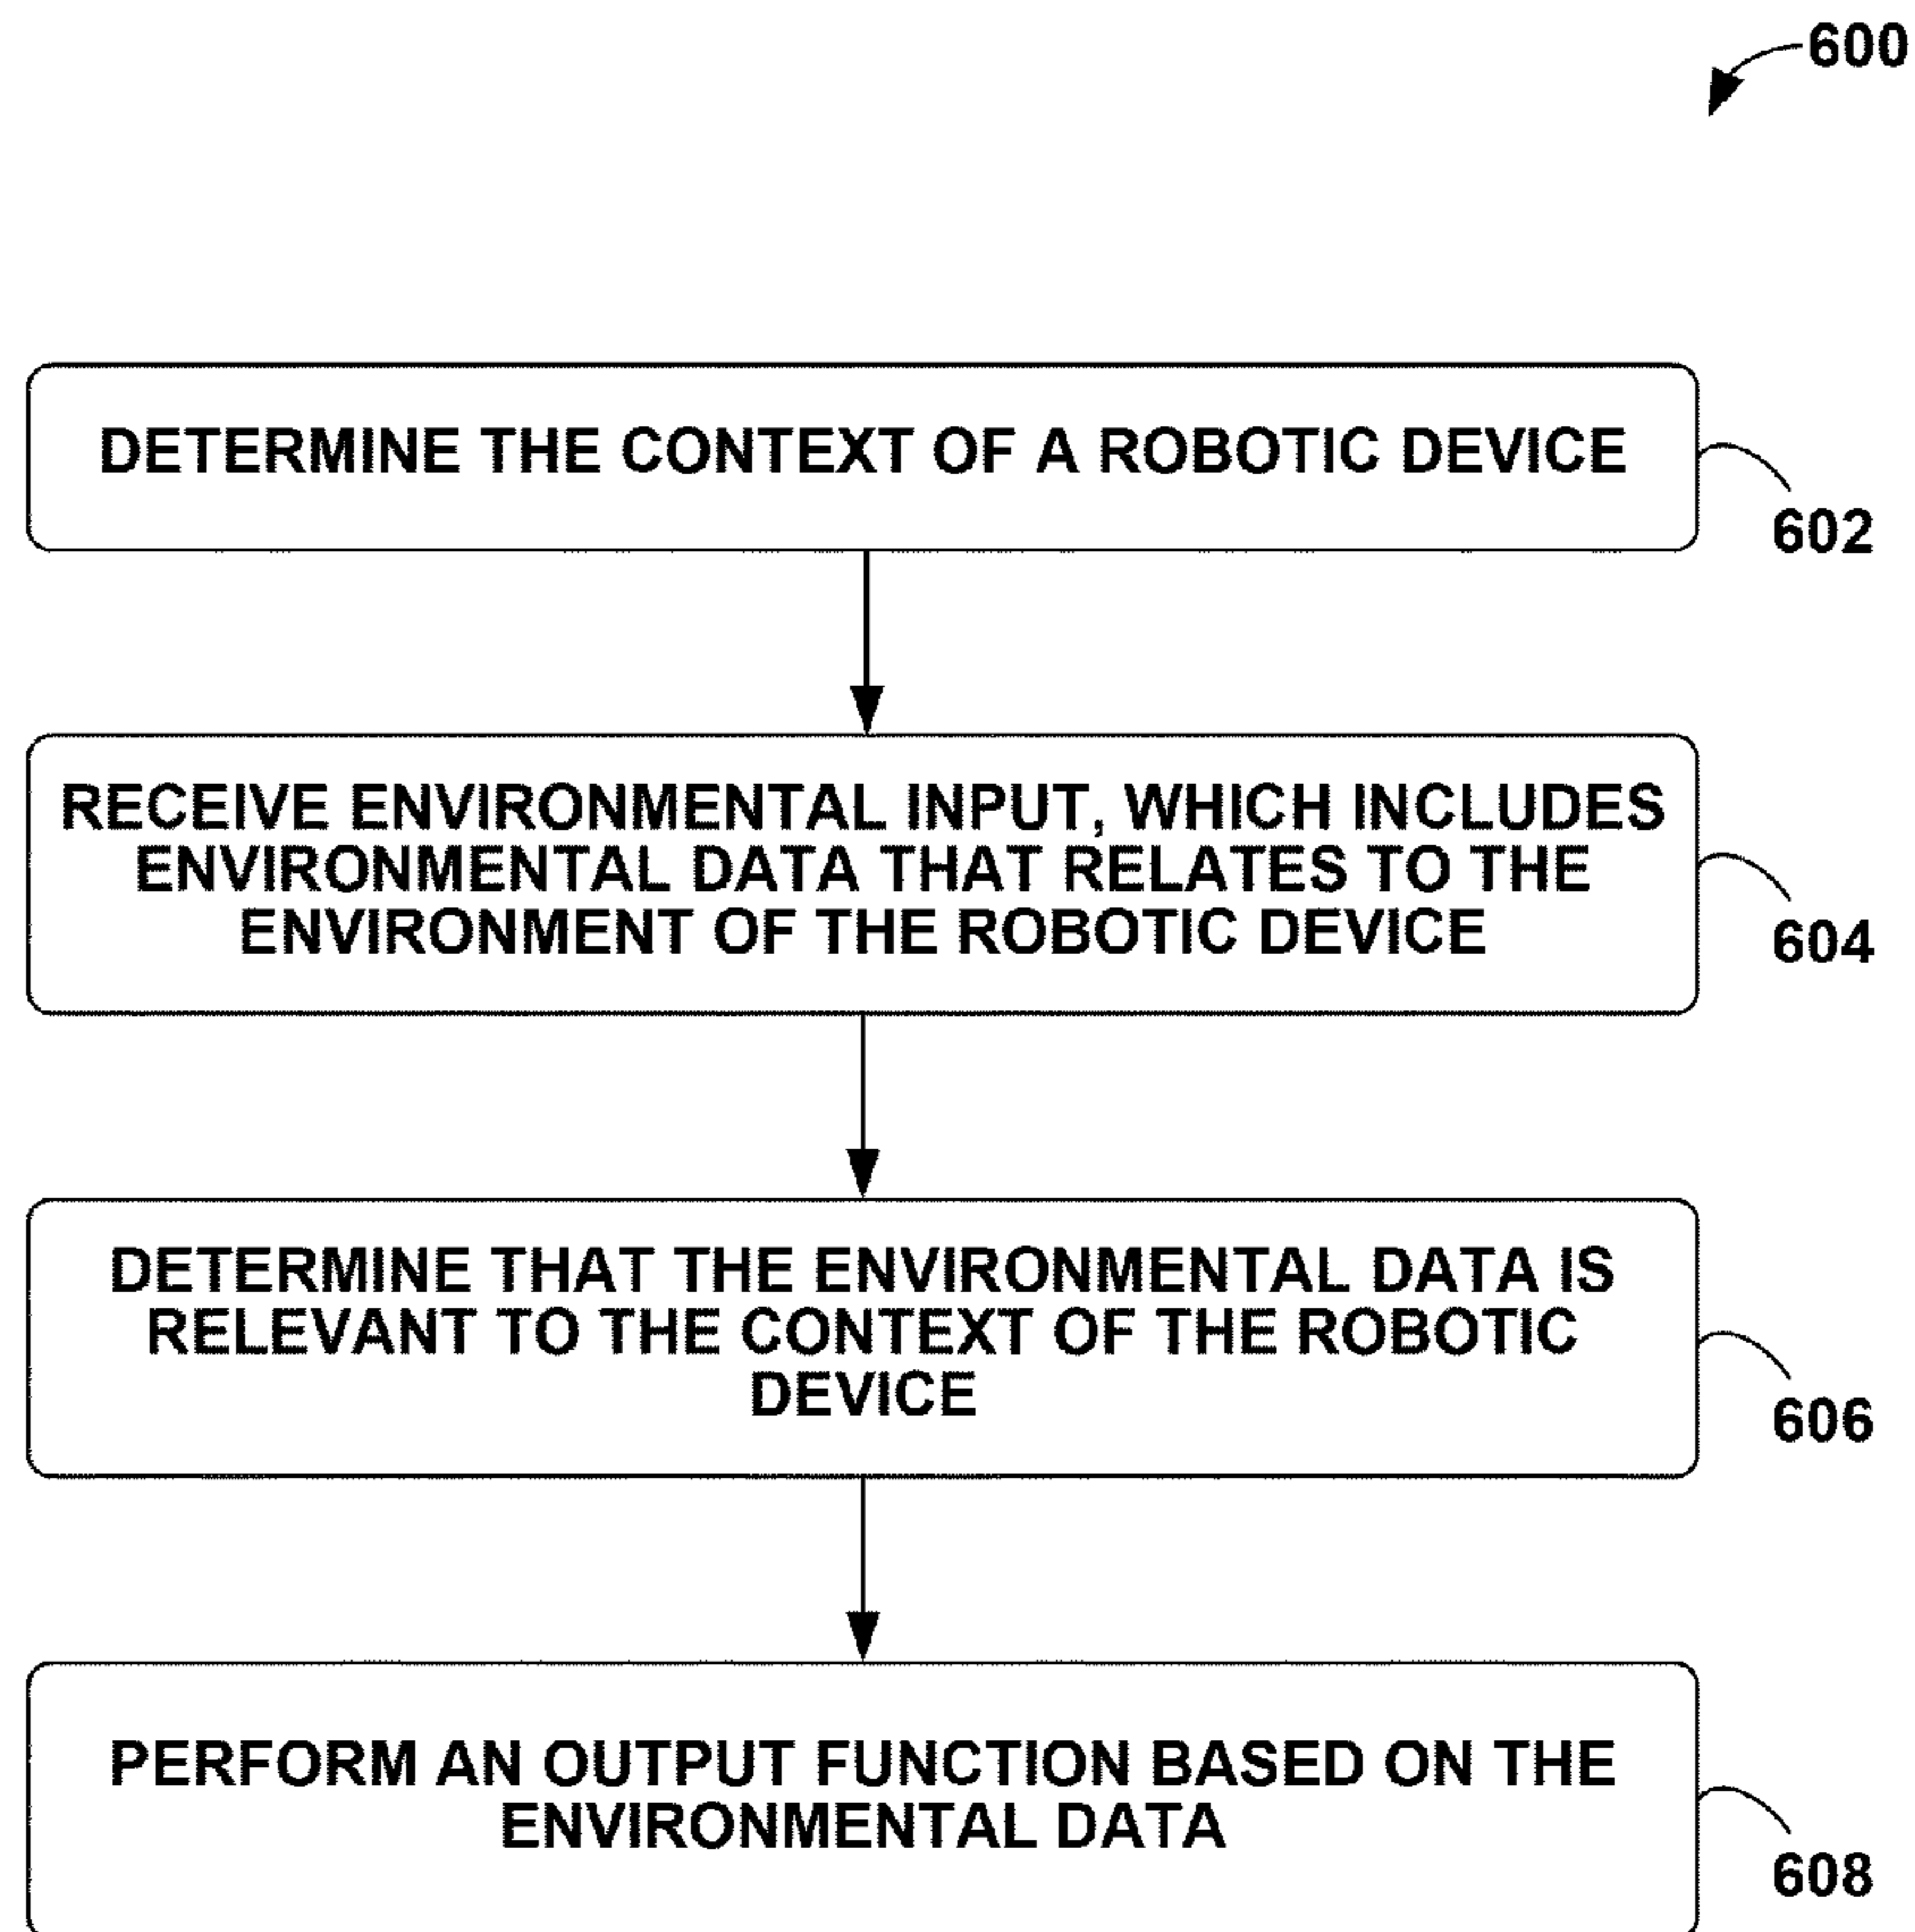 600
DETERMINE THE CONTEXT OF A ROBOTIC DEVICE
602
RECEIVE ENVIRONMENTAL INPUT, WHICH INCLUDES
ENVIRONMENTAL DATA THAT RELATES TO THE
ENVIRONMENT OF THE ROBOTIC DEVICE
604
DETERMINE THAT THE ENVIRONMENTAL DATA IS
RELEVANT TO THE CONTEXT OF THE ROBOTIC
DEVICE
606
PERFORM AN OUTPUT FUNCTION BASED ON THE
ENVIRONMENTAL DATA
608